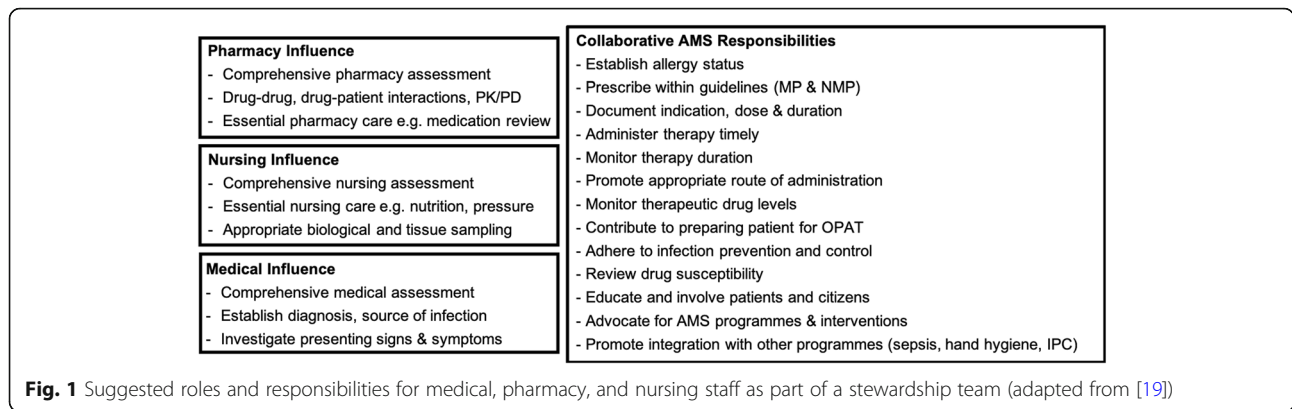 Pharmacy Influence
- Comprehensive pharmacy assessment
- Drug-drug, drug-patient interactions, PK/PD
- Essential pharmacy care e.g. medication review
Nursing Influence
- Comprehensive nursing assessment
- Essential nursing care e.g. nutrition, pressure
- Appropriate biological and tissue sampling
Medical Influence
- Comprehensive medical assessment
- Establish diagnosis, source of infection
- Investigate presenting signs & symptoms
Collaborative AMS Responsibilities
- Establish allergy status
- Prescribe within guidelines (MP & NMP)
- Document indication, dose & duration
- Administer therapy timely
- Monitor therapy duration
- Promote appropriate route of administration
- Monitor therapeutic drug levels
- Contribute to preparing patient for OPAT
- Adhere to infection prevention and control
- Review drug susceptibility
- Educate and involve patients and citizens
- Advocate for AMS programmes & interventions
- Promote integration with other programmes (sepsis, hand hygiene, IPC)
Fig. 1 Suggested roles and responsibilities for medical, pharmacy, and nursing staff as part of a stewardship team (adapted from [19])